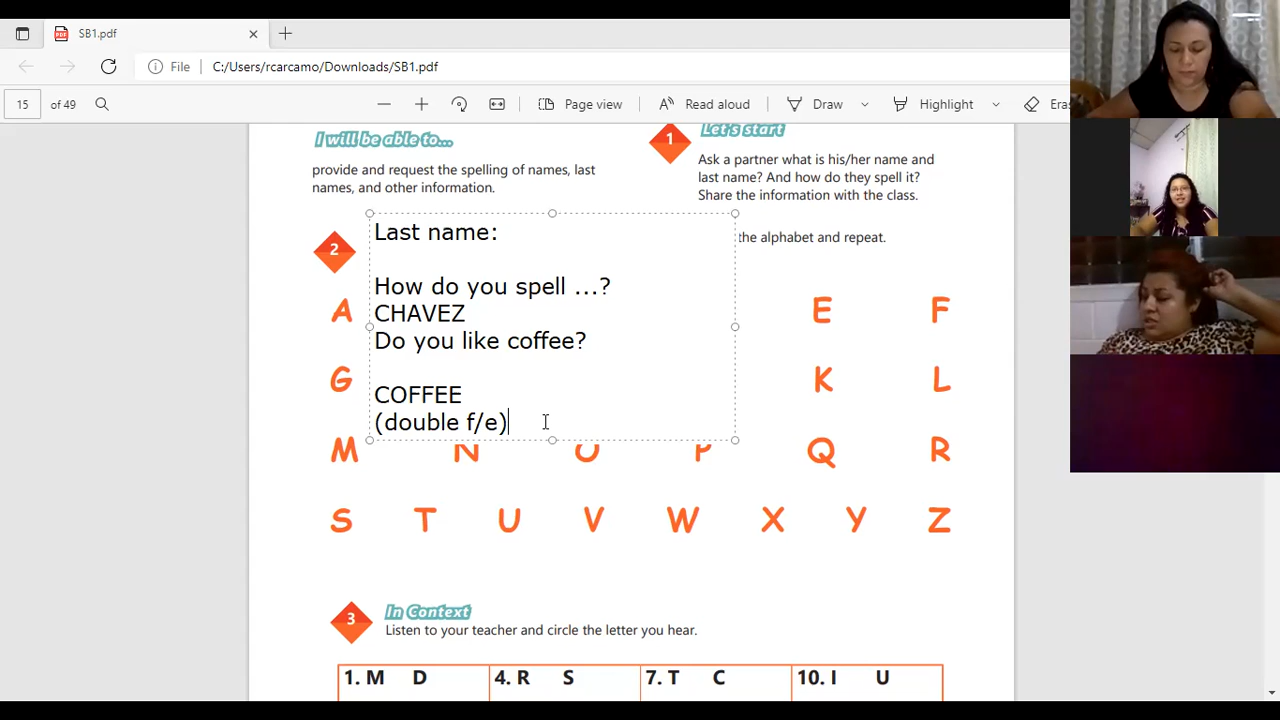 SB1.pdf
File C:/Users/rcarcamo/Downloads/SB1.pdf
15 of 49 Page view Read aloud Draw Highlight
I will be able to...
provide and request the spelling of names, last
names, and other information.
1 Let's start
Ask a partner what is his/her name and
last name? And how do they spell it?
Share the information with the class.
2
the alphabet and repeat.
Last name:
How do you spell ...?
CHAVEZ
Do you like coffee?
COFFEE
(double f/e)
A E F
G K L
M N O P Q R
S T U V W X Y Z
3 In Context
Listen to your teacher and circle the letter you hear.
1. M D 4. R S 7. T C 10. I U